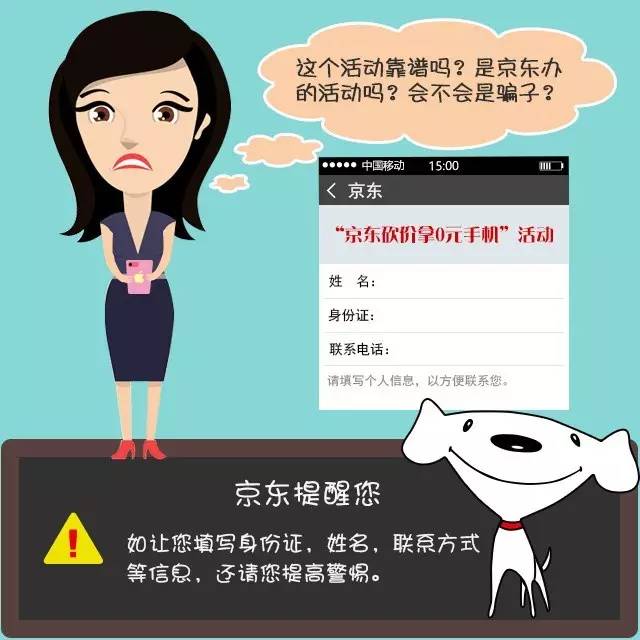 这个活动靠谱吗？是京东办
的活动吗？会不会是骗子？
中国移动 15:00
京东
“京东砍价拿0元手机”活动
姓 名：
身份证：
联系电话：
请填写个人信息，以方便联系您。
京东提醒您
如让您填写身份证，姓名，联系方式
等信息，还请您提高警惕。